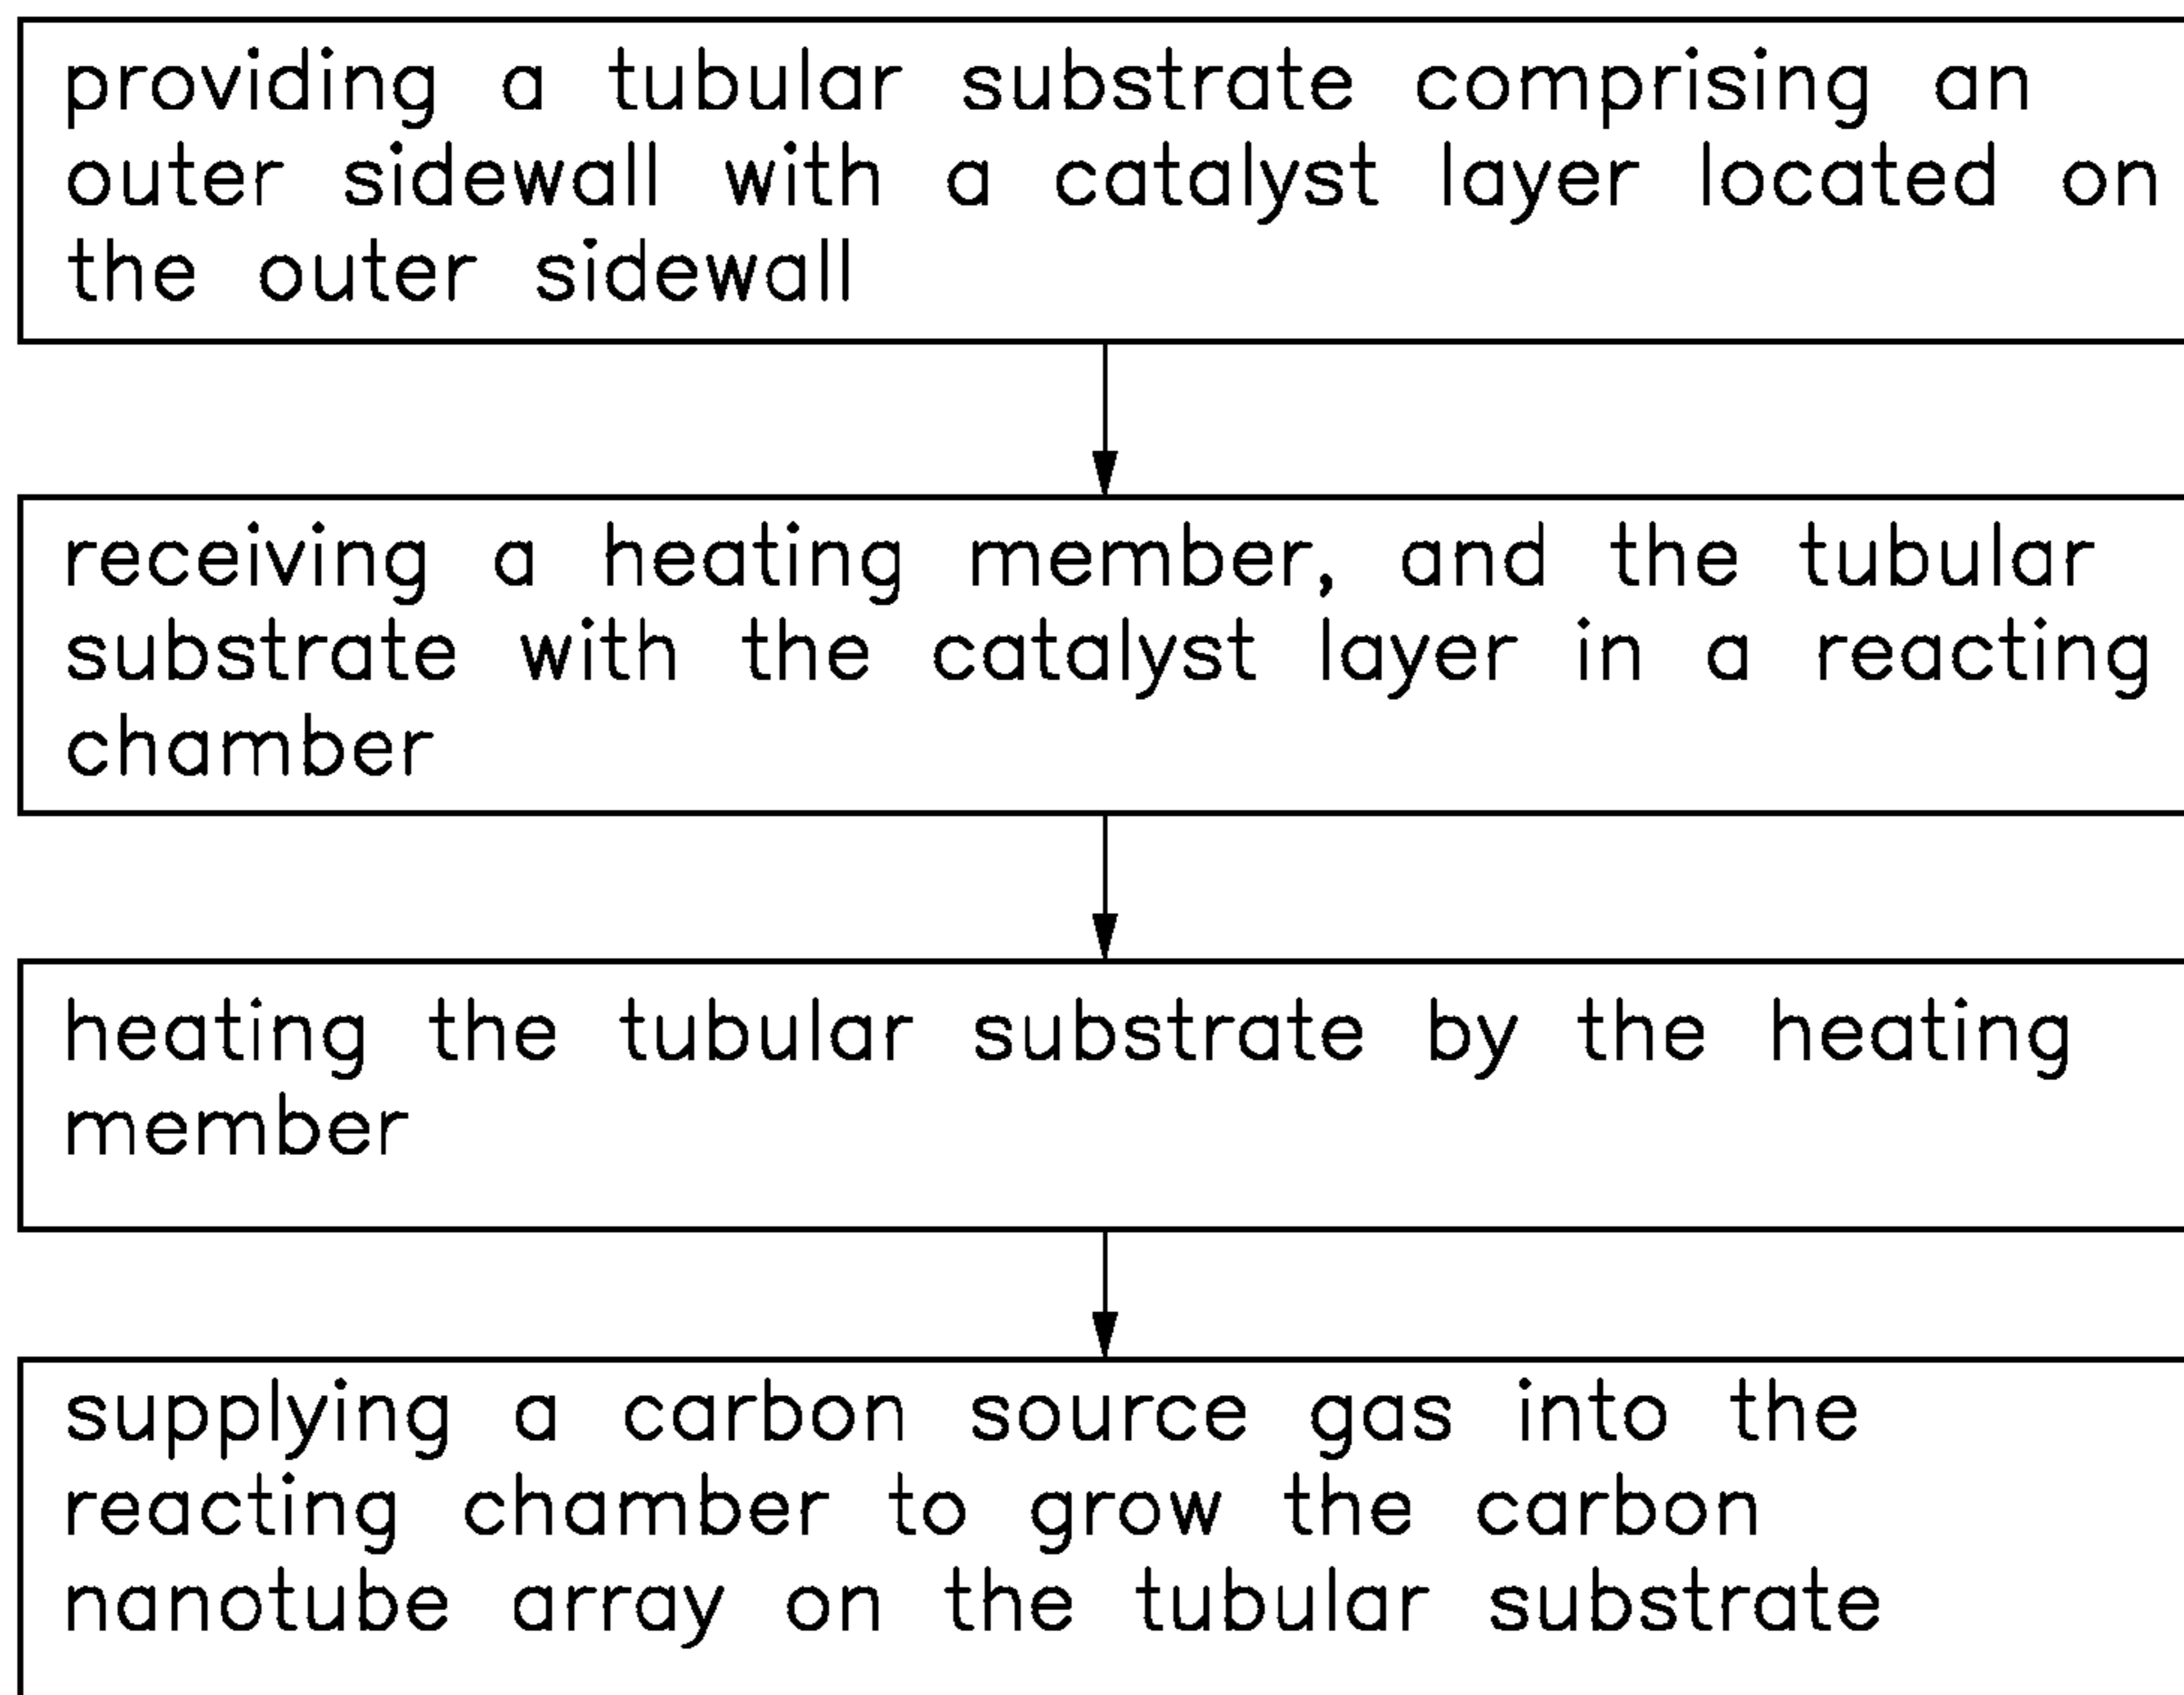 providing a tubular substrate comprising an
outer sidewall with a catalyst layer located on
the outer sidewall
receiving a heating member, and the tubular
substrate with the catalyst layer in a reacting
chamber
heating the tubular substrate by the heating
member
supplying a carbon source gas into the
reacting chamber to grow the carbon
nanotube array on the tubular substrate